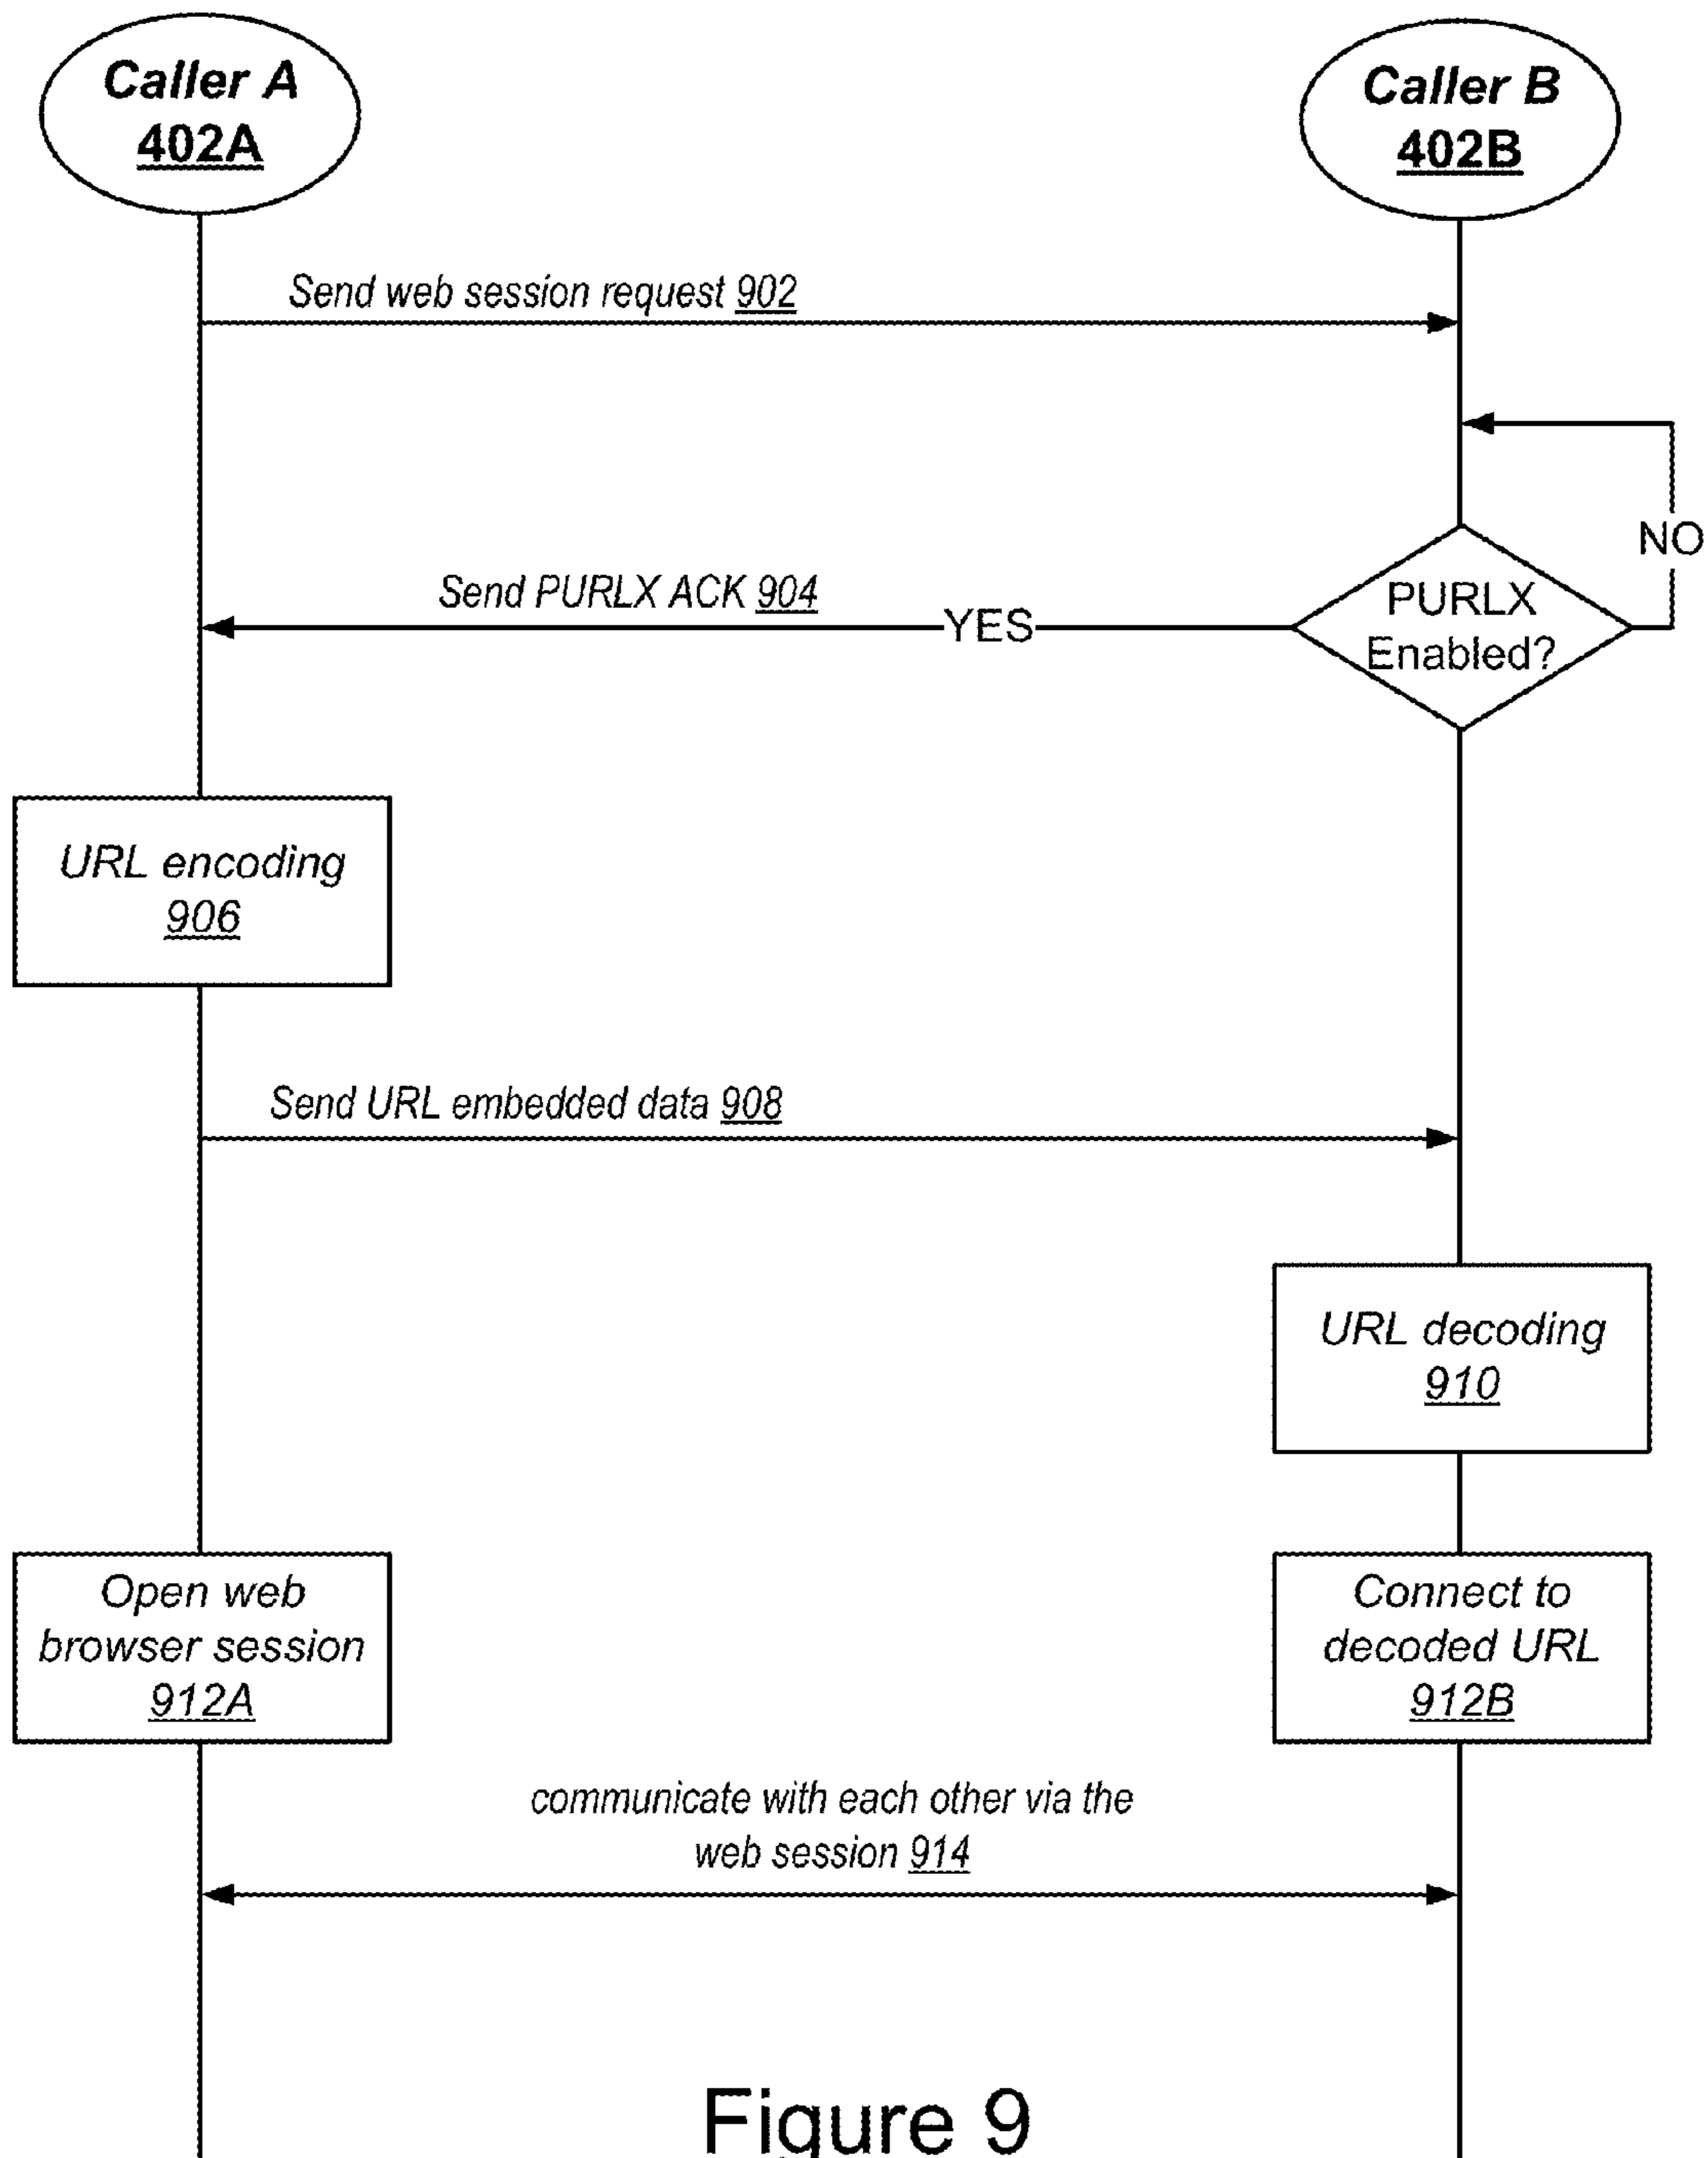 Caller A
402A
Caller B
402B
Send web session request 902
NO
PURLX
Enabled?
Send PURLX ACK 904
YES
URL encoding
906
Send URL embedded data 908
URL decoding
910
Open web
browser session
912A
Connect to
decoded URL
912B
communicate with each other via the
web session 914
Figure 9